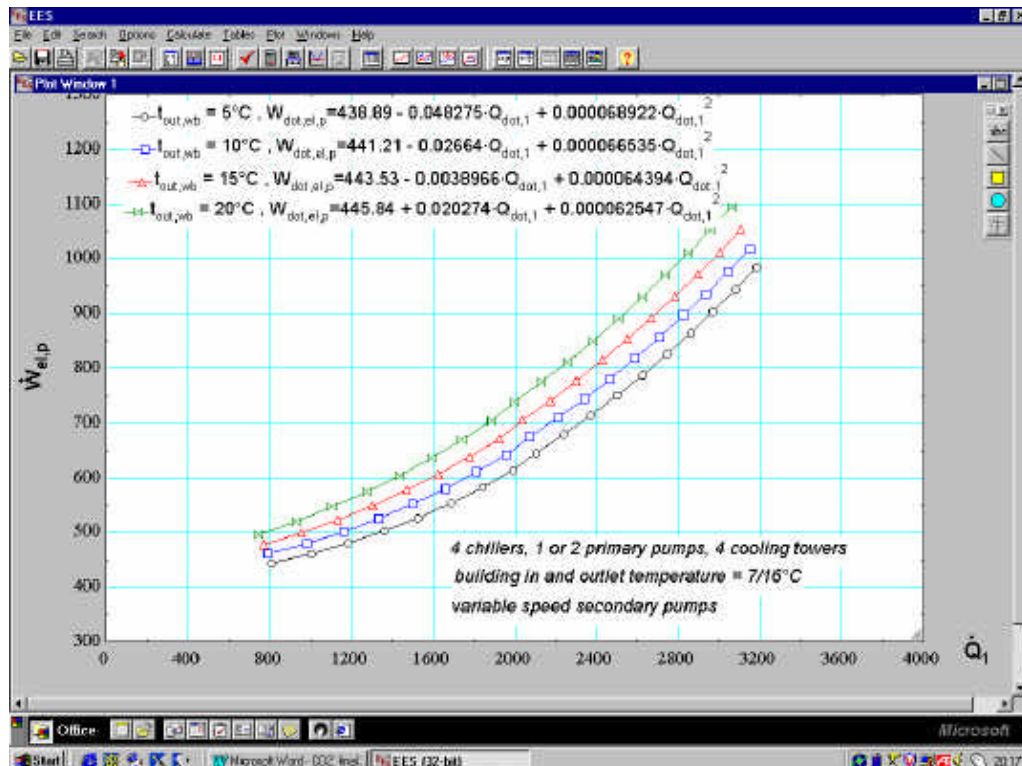 EES
File Edit Search Options Calculate Tables Plot Windows Help
Plot Window 1
1300
t_out,wb = 5°C , W_dot,el,p=438.89 - 0.048275·Q_dot,1 + 0.000068922·Q_dot,1^2
1200
t_out,wb = 10°C , W_dot,el,p=441.21 - 0.02664·Q_dot,1 + 0.000066535·Q_dot,1^2
t_out,wb = 15°C , W_dot,el,p=443.53 - 0.0038966·Q_dot,1 + 0.000064394·Q_dot,1^2
1100
t_out,wb = 20°C , W_dot,el,p=445.84 + 0.020274·Q_dot,1 + 0.000062547·Q_dot,1^2
abc
1000
900
800
Ẇel,p
700
600
500
4 chillers, 1 or 2 primary pumps, 4 cooling towers
building in and outlet temperature = 7/16°C
400
variable speed secondary pumps
300
0 400 800 1200 1600 2000 2400 2800 3200 3600 4000
Q̇1
Office
Microsoft
Start
Microsoft Word -
EES (32-bit)
20:17